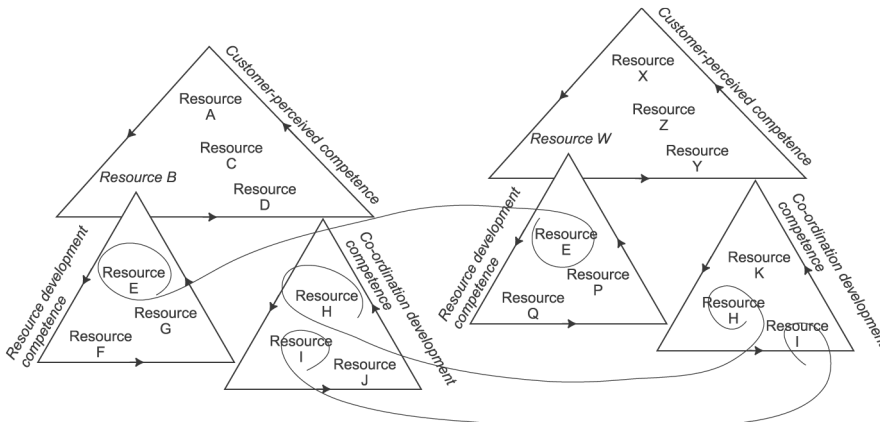 Customer-perceived competence
Resource
A
Resource
C
Resource B
Resource
D
Resource development
competence
Resource
E
Resource
G
Resource
F
Co-ordination development
competence
Resource
H
Resource
I
Resource
J
Customer-perceived competence
Resource
X
Resource
Z
Resource W
Resource
Y
Resource development
competence
Resource
E
Resource
P
Resource
Q
Co-ordination development
competence
Resource
K
Resource
H
Resource
I